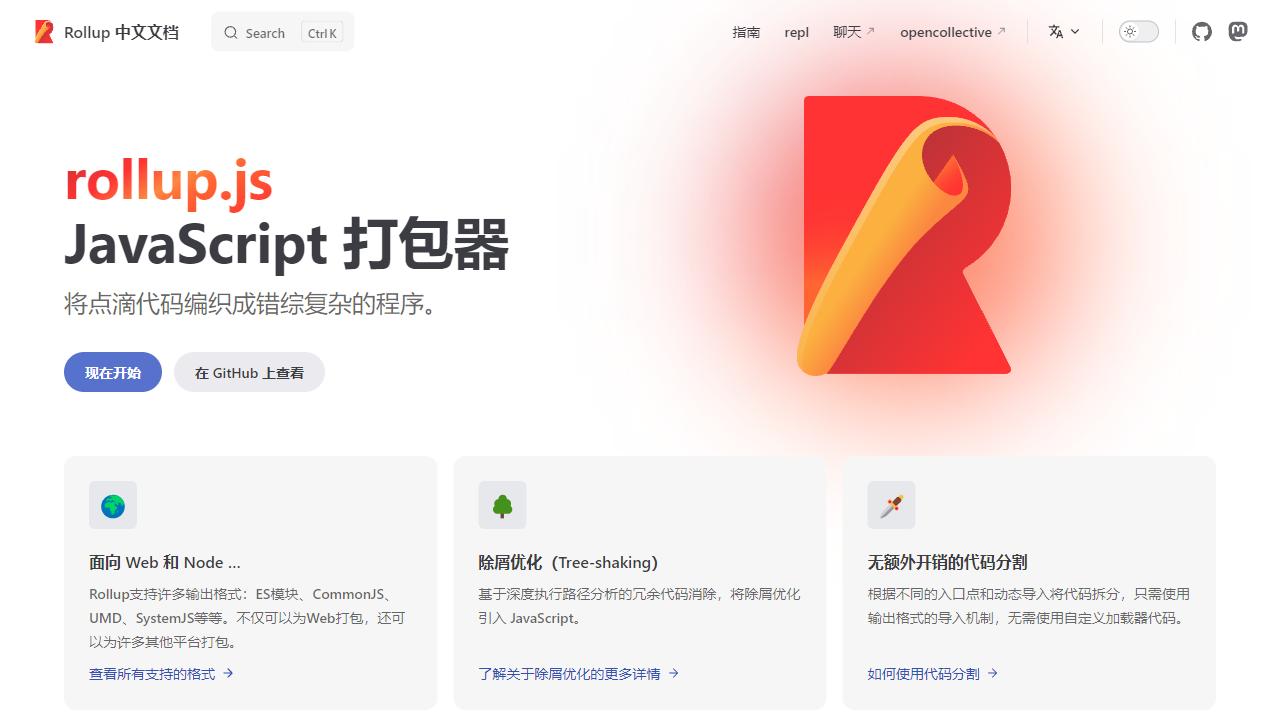 Rollup 中文文档
Search Ctrl K
指南 repl 聊天 opencollective
rollup.js
JavaScript 打包器
将点滴代码编织成错综复杂的程序。
现在开始 在 GitHub 上查看
面向 Web 和 Node ...
Rollup支持许多输出格式：ES模块、CommonJS、
UMD、SystemJS等等。不仅可以为Web打包，还可
以为许多其他平台打包。
查看所有支持的格式
除屑优化（Tree-shaking）
基于深度执行路径分析的冗余代码消除，将除屑优化
引入 JavaScript。
了解关于除屑优化的更多详情
无额外开销的代码分割
根据不同的入口点和动态导入将代码拆分，只需使用
输出格式的导入机制，无需使用自定义加载器代码。
如何使用代码分割